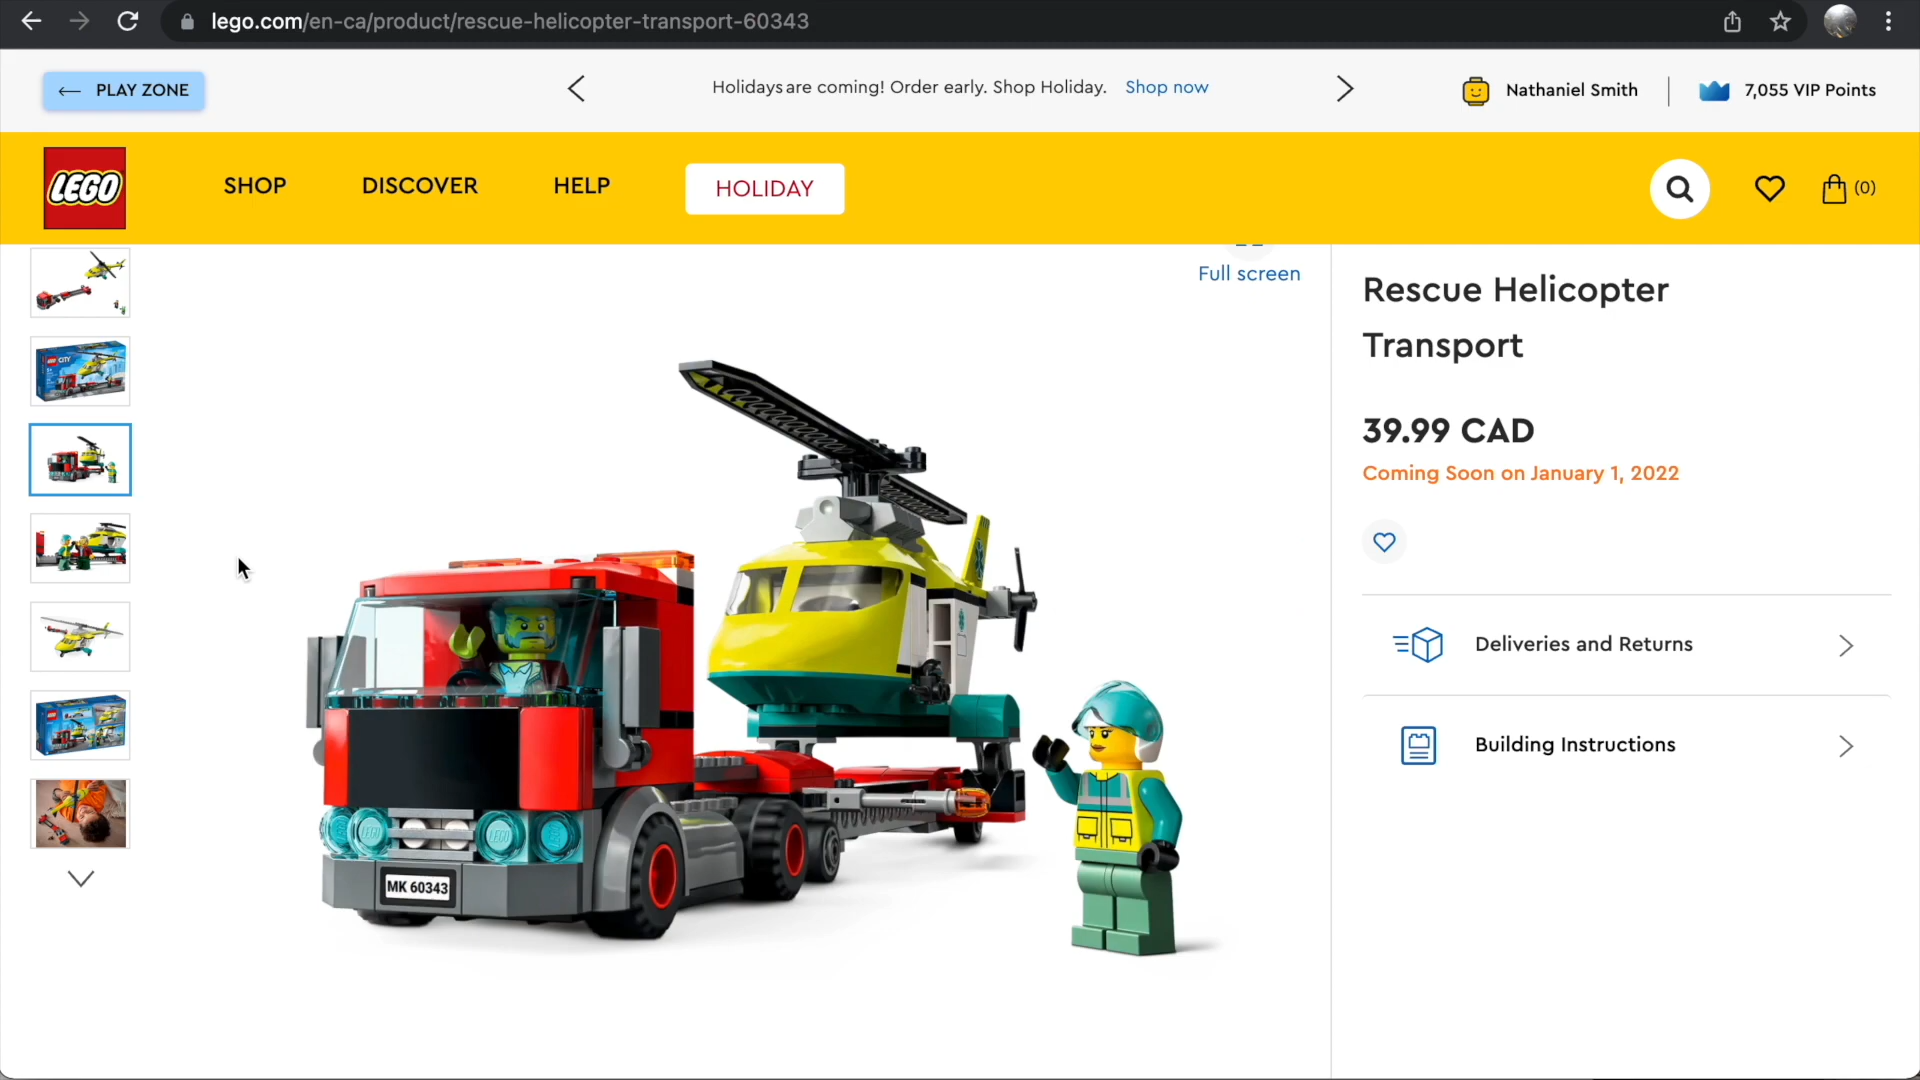 lego.com/en-ca/product/rescue-helicopter-transport-60343
PLAY ZONE
Holidays are coming! Order early. Shop Holiday. Shop now
Nathaniel Smith
7,055 VIP Points
LEGO
SHOP
DISCOVER
HELP
HOLIDAY
(0)
Full screen
Rescue Helicopter
Transport
39.99 CAD
Coming Soon on January 1, 2022
Deliveries and Returns
Building Instructions
MK 60343
CITY